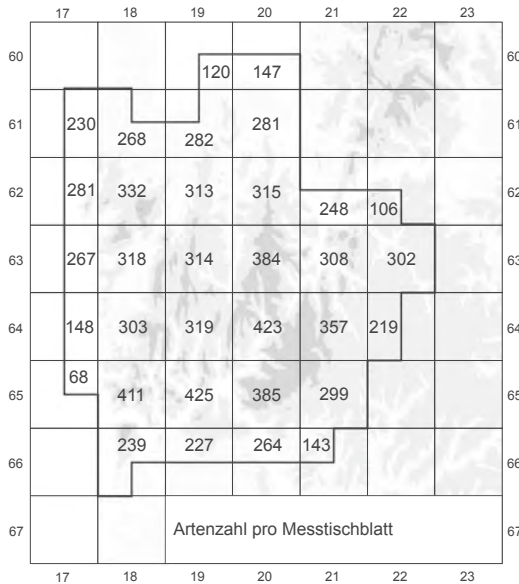 17 18 19 20 21 22 23
60 120 147 60
61 230 268 282 281 61
62 281 332 313 315 248 106 62
63 267 318 314 384 308 302 63
64 148 303 319 423 357 219 64
65 68 411 425 385 299 65
66 239 227 264 143 66
67 Artenzahl pro Messtischblatt 67
17 18 19 20 21 22 23